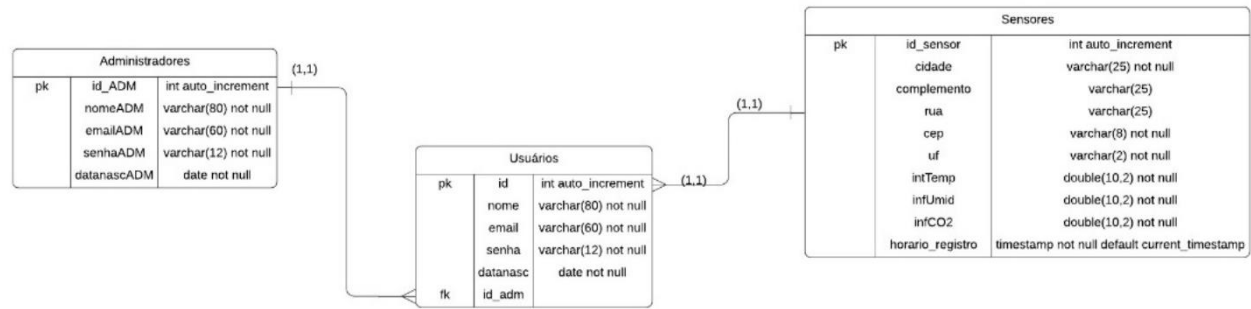 Administradores
pk id_ADM int auto_increment
nomeADM varchar(80) not null
emailADM varchar(60) not null
senhaADM varchar(12) not null
datanascADM date not null
(1,1)
Usuários
pk id int auto_increment
nome varchar(80) not null
email varchar(60) not null
senha varchar(12) not null
datanasc date not null
fk id_adm
(1,1)
(1,1)
Sensores
pk id_sensor int auto_increment
cidade varchar(25) not null
complemento varchar(25)
rua varchar(25)
cep varchar(8) not null
uf varchar(2) not null
intTemp double(10,2) not null
infUmid double(10,2) not null
infCO2 double(10,2) not null
horario_registro timestamp not null default current_timestamp